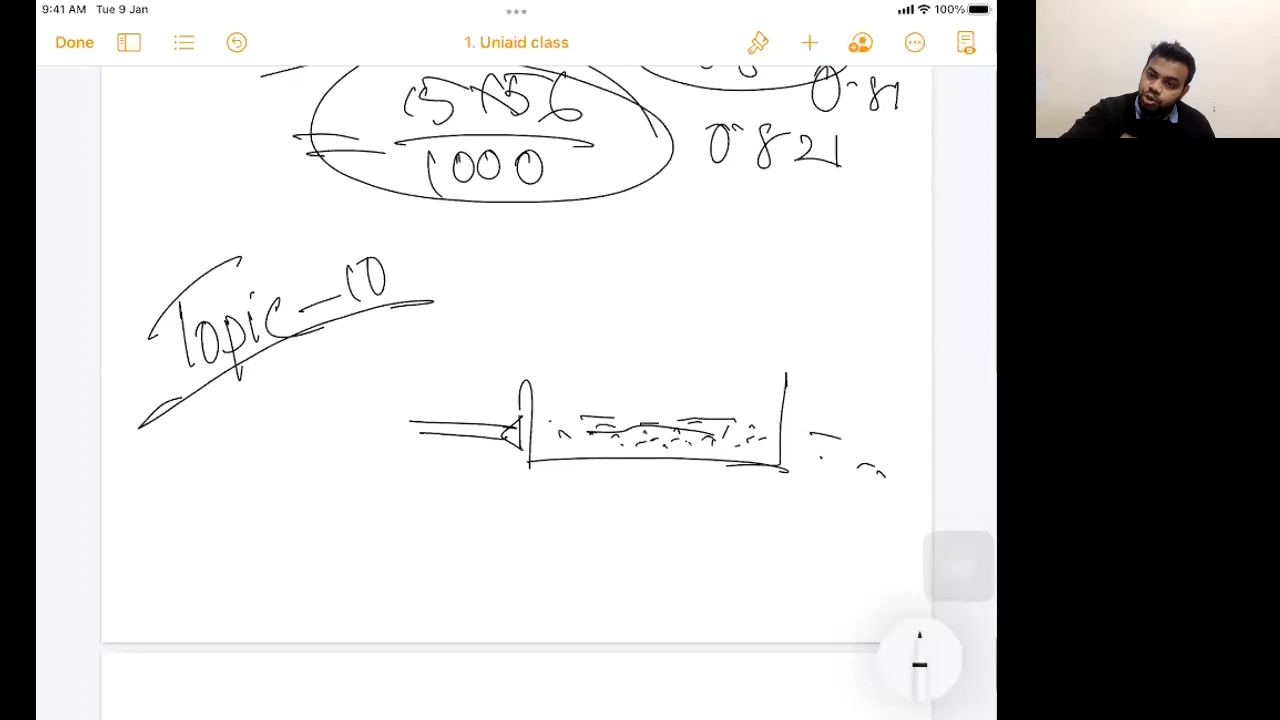 9:41 AM Tue 9 Jan
100%
Done
1. Uniaid class
0.81
0.821
1000
Topic-10